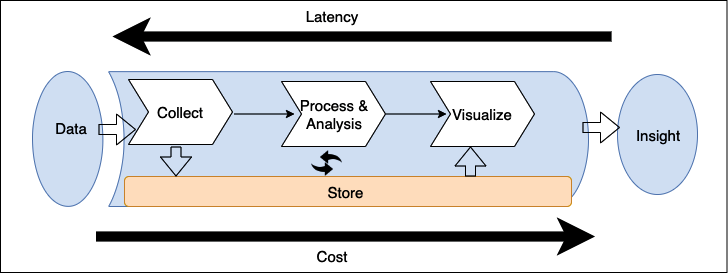 Latency
Data
Collect
Process &
Analysis
Visualize
Insight
Store
Cost